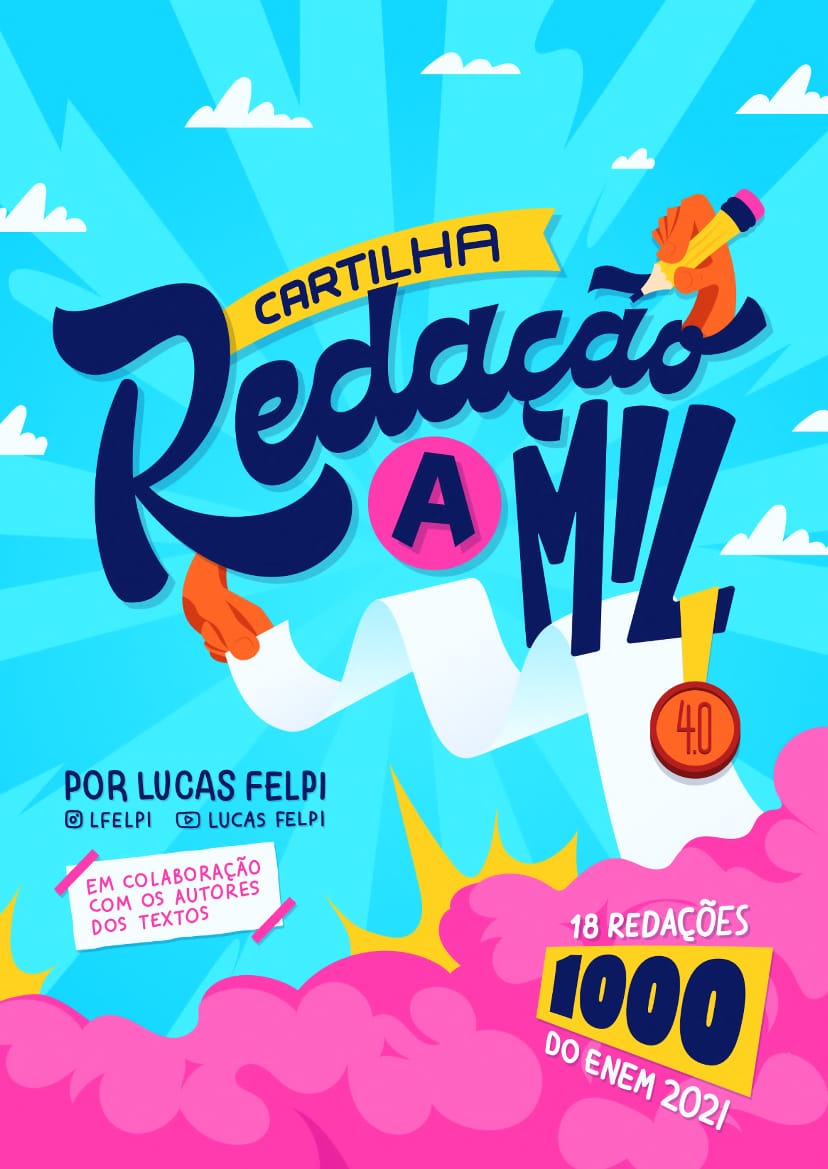 CARTILHA
Redação
A MIL
4.0
POR LUCAS FELPI
LFELPI LUCAS FELPI
EM COLABORAÇÃO
COM OS AUTORES
DOS TEXTOS
18 REDAÇÕES
1000
DO ENEM 2021